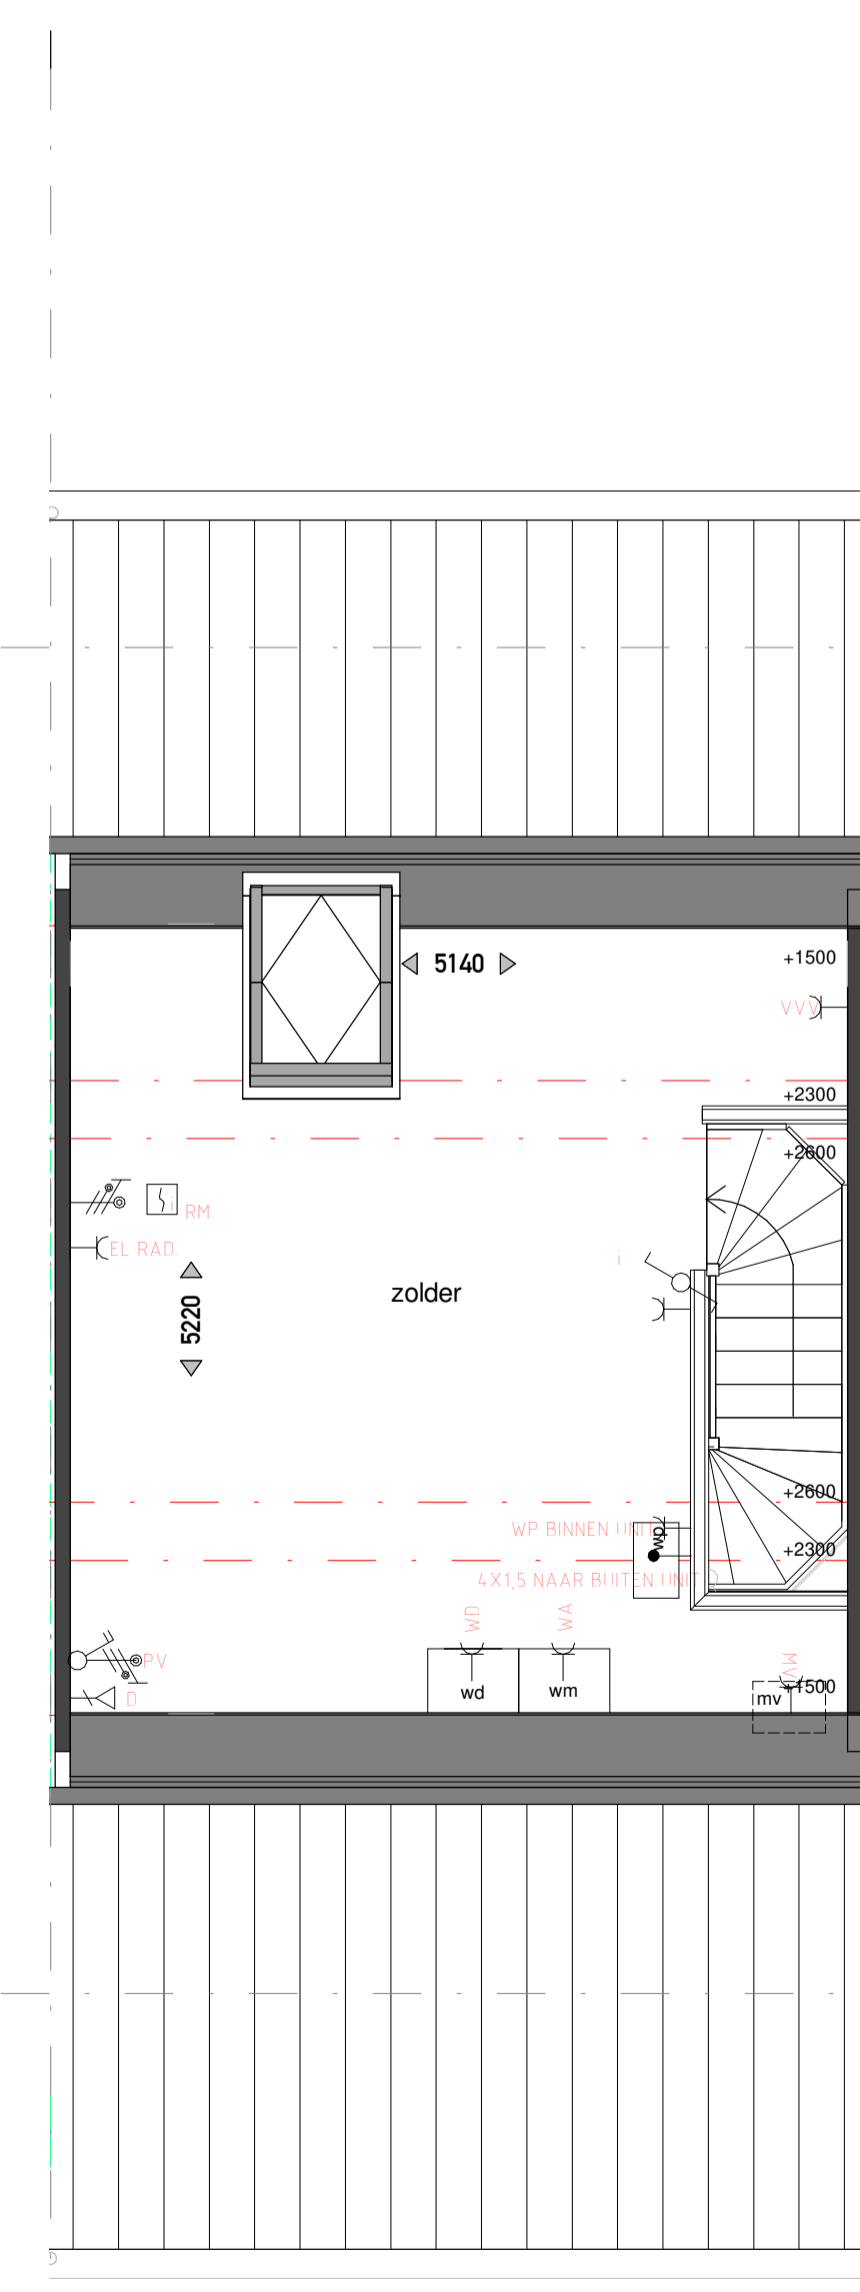 5140
+1500
VVV
+2300
+2600
RM
EL RAD.
5220
zolder
i
+2600
WP BINNEN UNIT
wp
+2300
4X1,5 NAAR BUITEN UNIT
WD
WA
PV
MV
+1500
D
wd
wm
mv